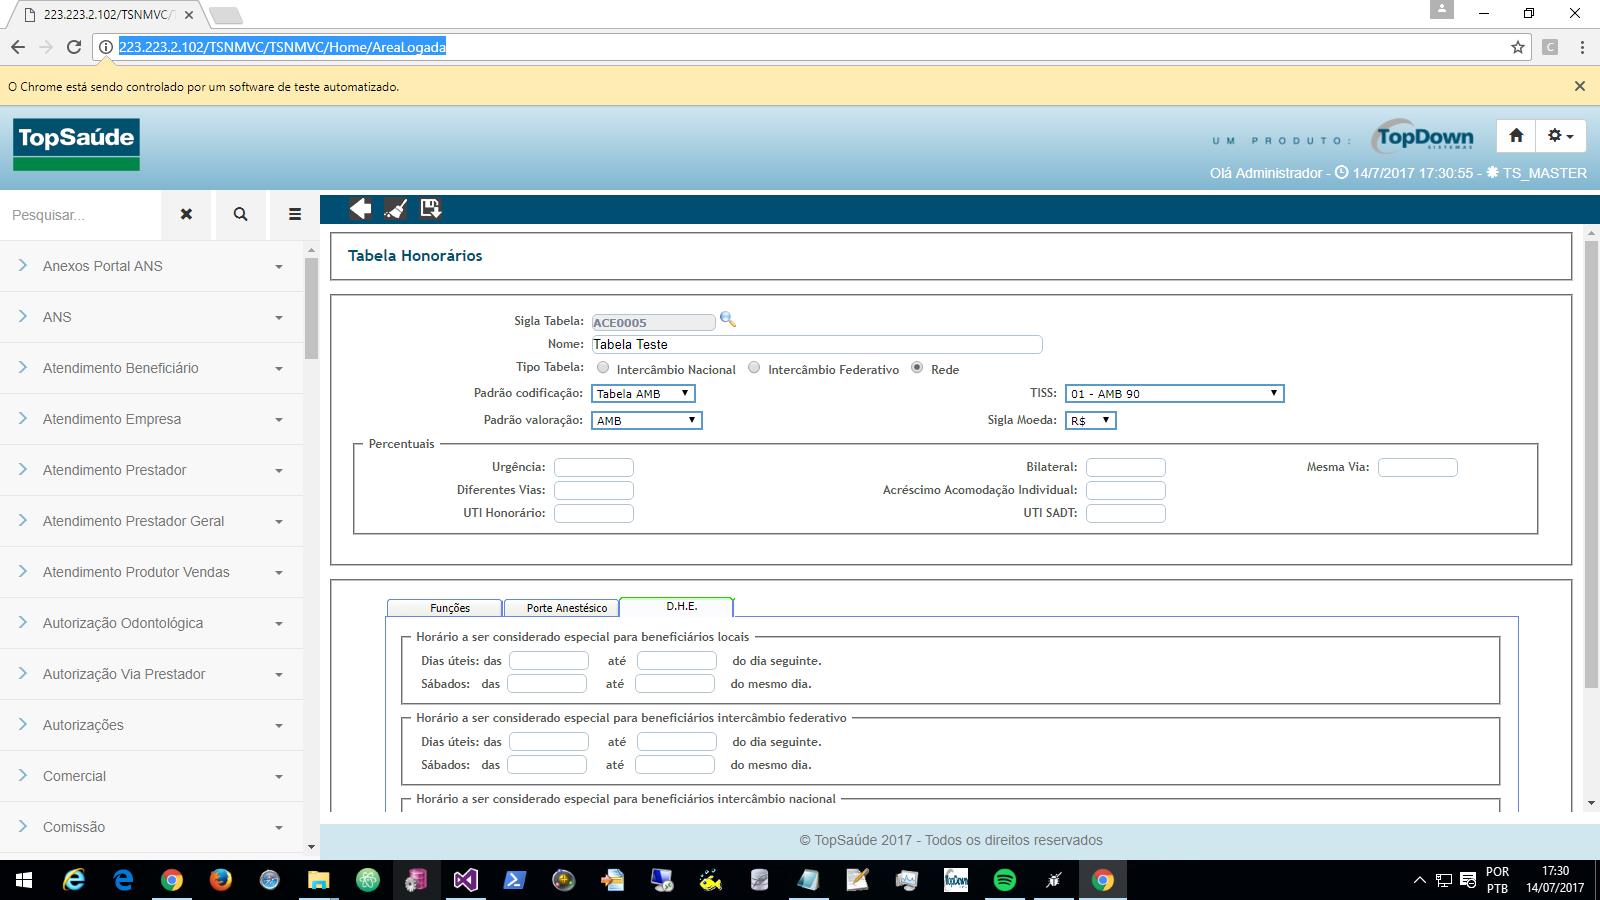 223.223.2.102/TSNMVC/T
223.223.2.102/TSNMVC/TSNMVC/Home/AreaLogada
C
O Chrome está sendo controlado por um software de teste automatizado.
TopSaúde
UM PRODUTO:
TopDown
SISTEMAS
Olá Administrador - 14/7/2017 17:30:55 - TS_MASTER
Pesquisar...
Anexos Portal ANS
ANS
Atendimento Beneficiário
Atendimento Empresa
Atendimento Prestador
Atendimento Prestador Geral
Atendimento Produtor Vendas
Autorização Odontológica
Autorização Via Prestador
Autorizações
Comercial
Comissão
Tabela Honorários
Sigla Tabela: ACE0005
Nome: Tabela Teste
Tipo Tabela: Intercâmbio Nacional Intercâmbio Federativo Rede
Padrão codificação: Tabela AMB TISS: 01 - AMB 90
Padrão valoração: AMB Sigla Moeda: R$
Percentuais
Urgência: Bilateral: Mesma Via:
Diferentes Vias: Acréscimo Acomodação Individual:
UTI Honorário: UTI SADT:
Funções Porte Anestésico D.H.E.
Horário a ser considerado especial para beneficiários locais
Dias úteis: das até do dia seguinte.
Sábados: das até do mesmo dia.
Horário a ser considerado especial para beneficiários intercâmbio federativo
Dias úteis: das até do dia seguinte.
Sábados: das até do mesmo dia.
Horário a ser considerado especial para beneficiários intercâmbio nacional
© TopSaúde 2017 - Todos os direitos reservados
TopDown
POR
PTB
17:30
14/07/2017